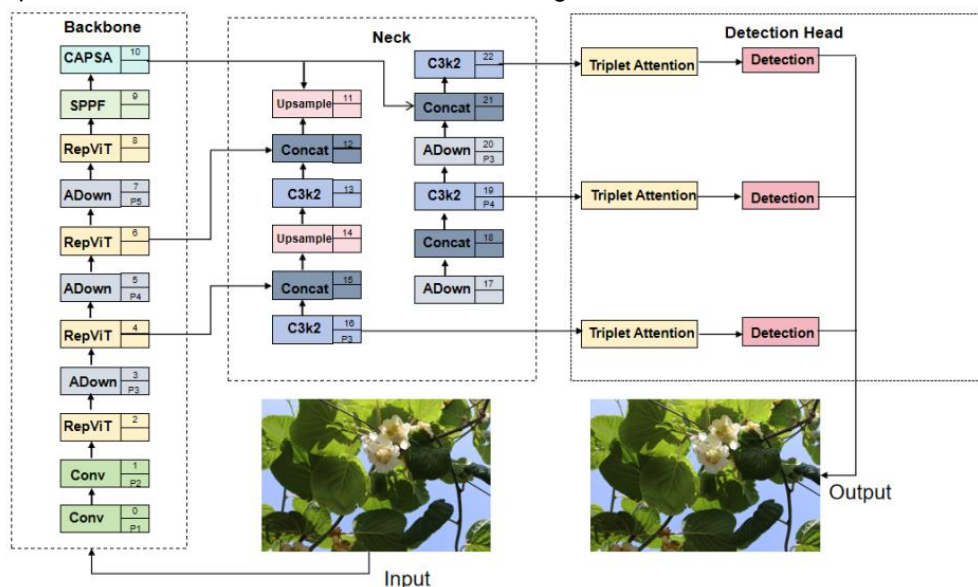 Backbone
CAPSA 10
SPPF 9
RepViT 8
ADown 7 P5
RepViT 6
ADown 5 P4
RepViT 4
ADown 3 P3
RepViT 2
Conv 1 P2
Conv 0 P1
Neck
Upsample 11
Concat 12
C3k2 13
Upsample 14
Concat 15
C3k2 16 P3
C3k2 22
Concat 21
ADown 20 P3
C3k2 19 P4
Concat 18
ADown 17
Detection Head
Triplet Attention Detection
Triplet Attention Detection
Triplet Attention Detection
Input
Output